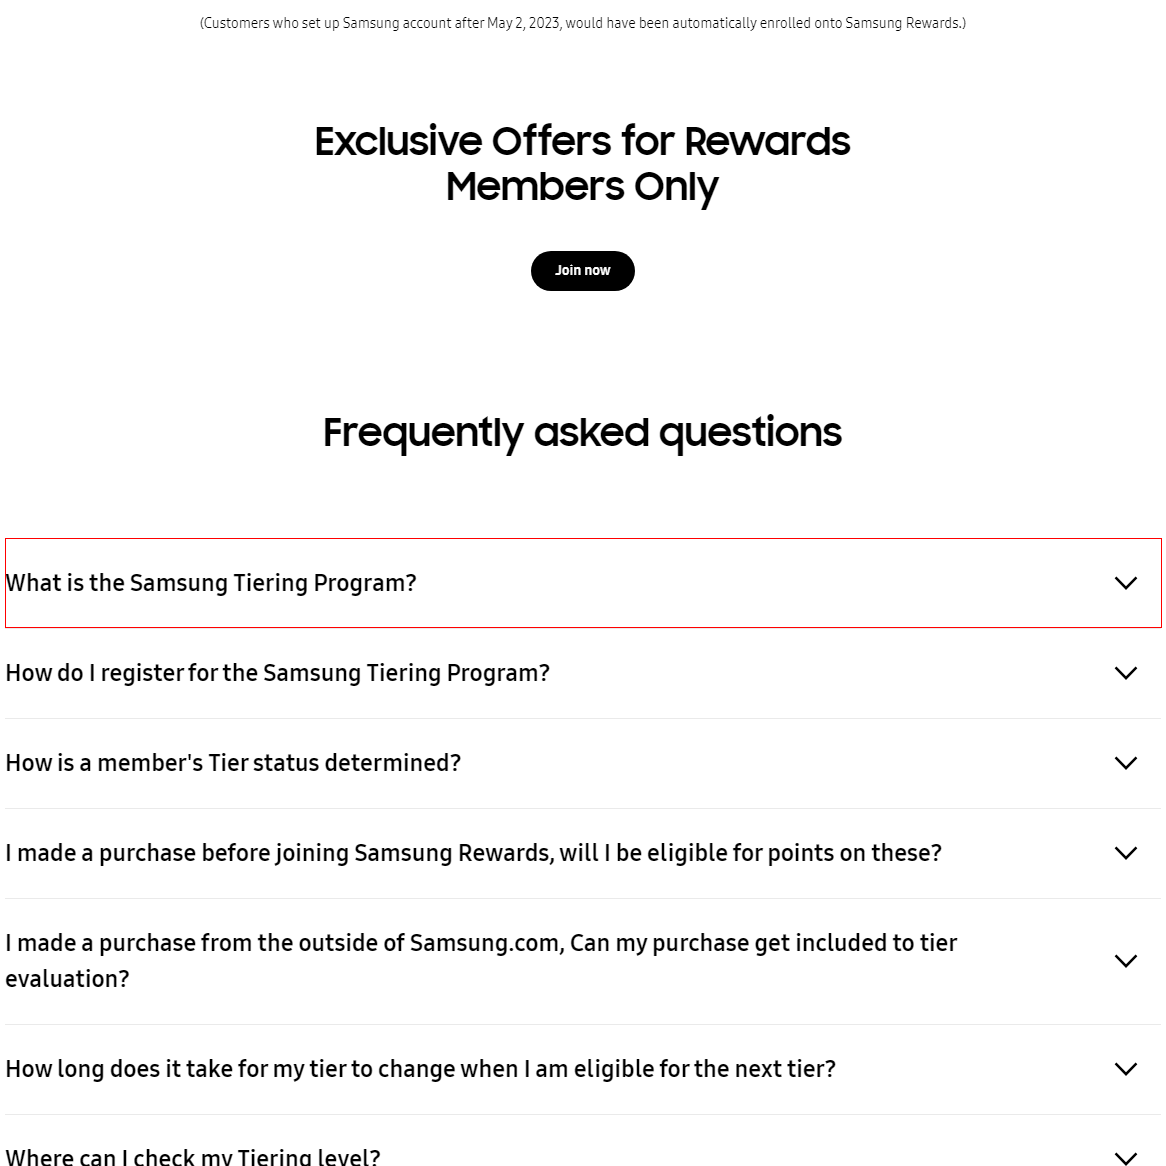 (Customers who set up Samsung account after May 2, 2023, would have been automatically enrolled onto Samsung Rewards.)
Exclusive Offers for Rewards
Members Only
Join now
Frequently asked questions
What is the Samsung Tiering Program?
How do I register for the Samsung Tiering Program?
How is a member's Tier status determined?
I made a purchase before joining Samsung Rewards, will I be eligible for points on these?
I made a purchase from the outside of Samsung.com, Can my purchase get included to tier
evaluation?
How long does it take for my tier to change when I am eligible for the next tier?
Where can I check my Tiering level?